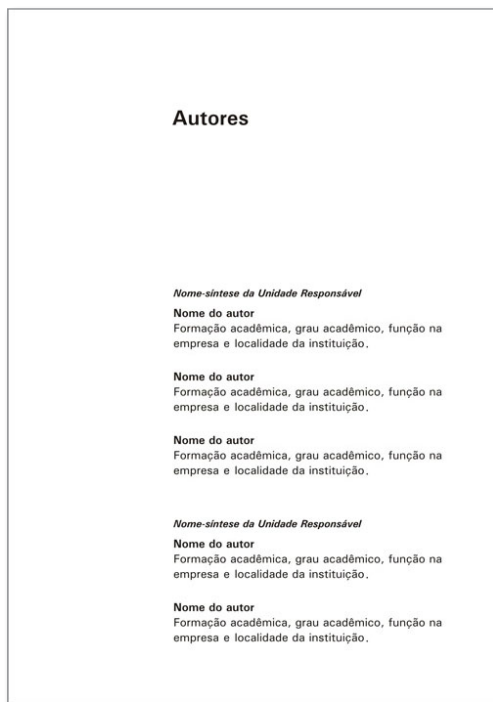 Autores
Nome-síntese da Unidade Responsável
Nome do autor
Formação acadêmica, grau acadêmico, função na
empresa e localidade da instituição.
Nome do autor
Formação acadêmica, grau acadêmico, função na
empresa e localidade da instituição.
Nome do autor
Formação acadêmica, grau acadêmico, função na
empresa e localidade da instituição.
Nome-síntese da Unidade Responsável
Nome do autor
Formação acadêmica, grau acadêmico, função na
empresa e localidade da instituição.
Nome do autor
Formação acadêmica, grau acadêmico, função na
empresa e localidade da instituição.